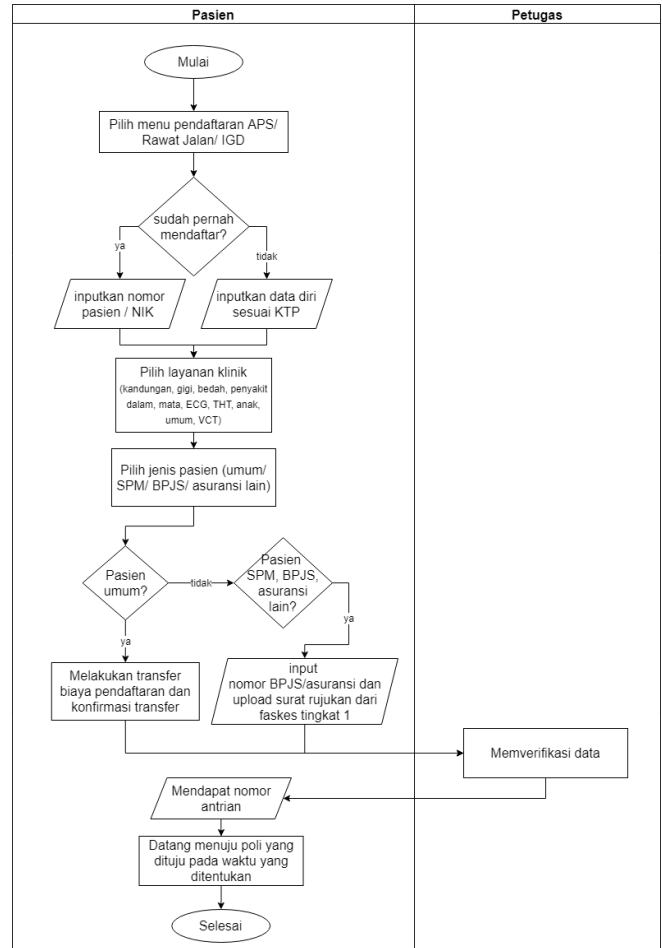 Pasien
Petugas
Mulai
Pilih menu pendaftaran APS/
Rawat Jalan/ IGD
sudah pernah
mendaftar?
ya
tidak
inputkan nomor
pasien / NIK
inputkan data diri
sesuai KTP
Pilih layanan klinik
(kandungan, gigi, bedah, penyakit
dalam, mata, ECG, THT, anak,
umum, VCT)
Pilih jenis pasien (umum/
SPM/ BPJS/ asuransi lain)
Pasien
umum?
tidak
Pasien
SPM, BPJS,
asuransi
lain?
ya
ya
Melakukan transfer
biaya pendaftaran dan
konfirmasi transfer
input
nomor BPJS/asuransi dan
upload surat rujukan dari
faskes tingkat 1
Memverifikasi data
Mendapat nomor
antrian
Datang menuju poli yang
dituju pada waktu yang
ditentukan
Selesai